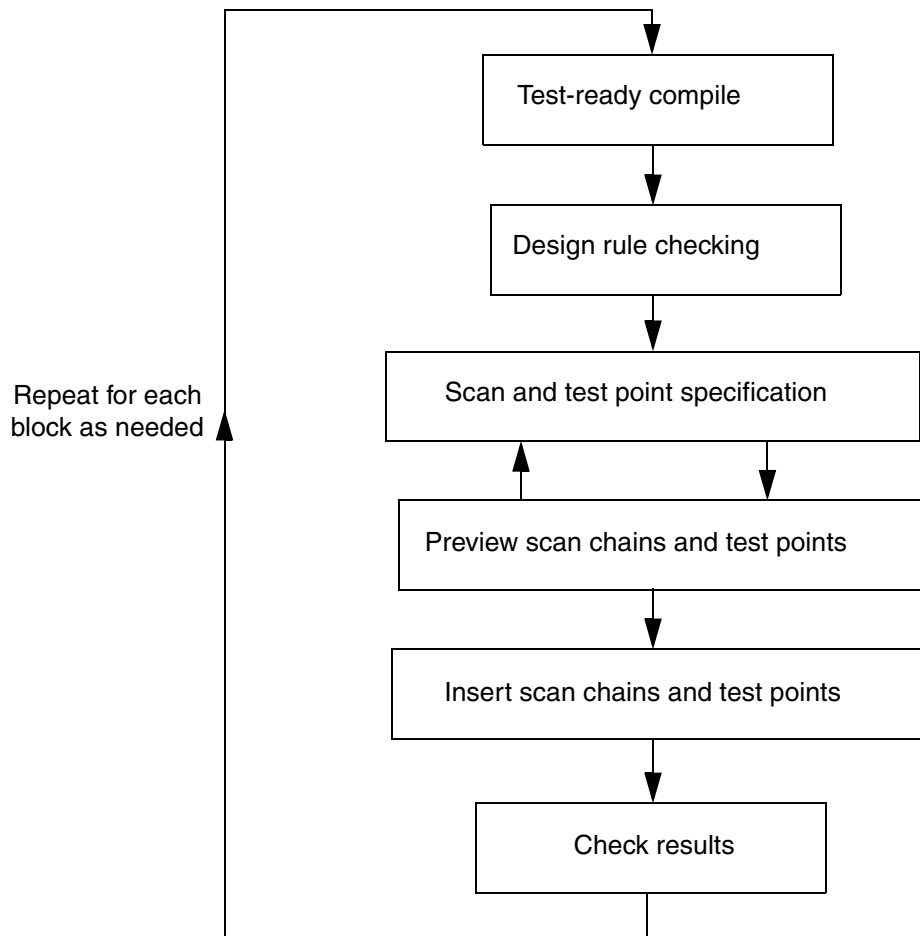 Test-ready compile
Design rule checking
Scan and test point specification
Repeat for each
block as needed
Preview scan chains and test points
Insert scan chains and test points
Check results